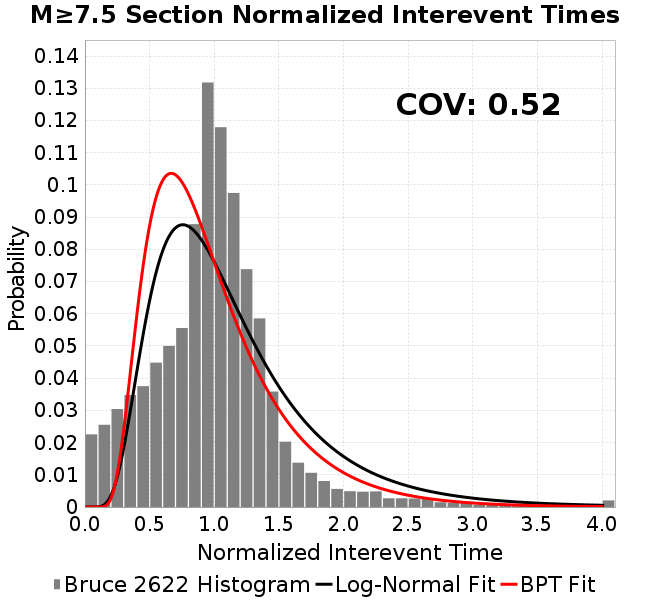 M≥7.5 Section Normalized Interevent Times
COV: 0.52
Probability
0.14
0.13
0.12
0.11
0.1
0.09
0.08
0.07
0.06
0.05
0.04
0.03
0.02
0.01
0
0.0 0.5 1.0 1.5 2.0 2.5 3.0 3.5 4.0
Normalized Interevent Time
Bruce 2622 Histogram Log-Normal Fit BPT Fit